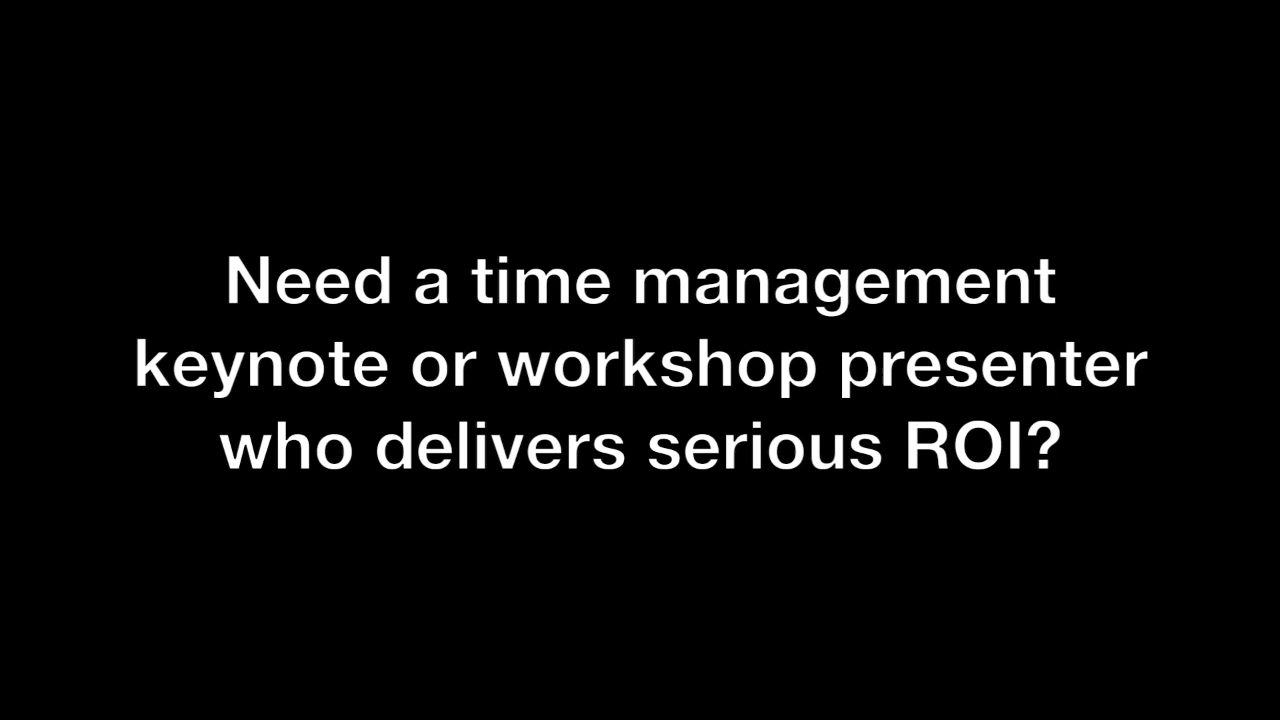 Need a time management
keynote or workshop presenter
who delivers serious ROI?